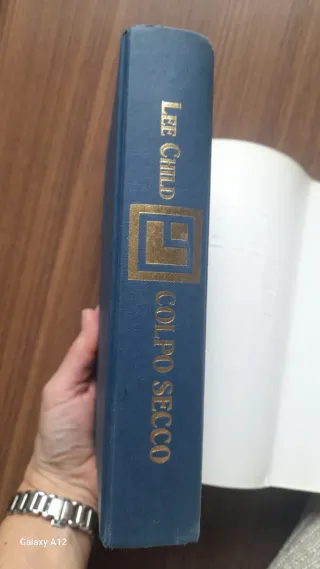 LEE CHILD
COLPO SECCO
Galaxy A12